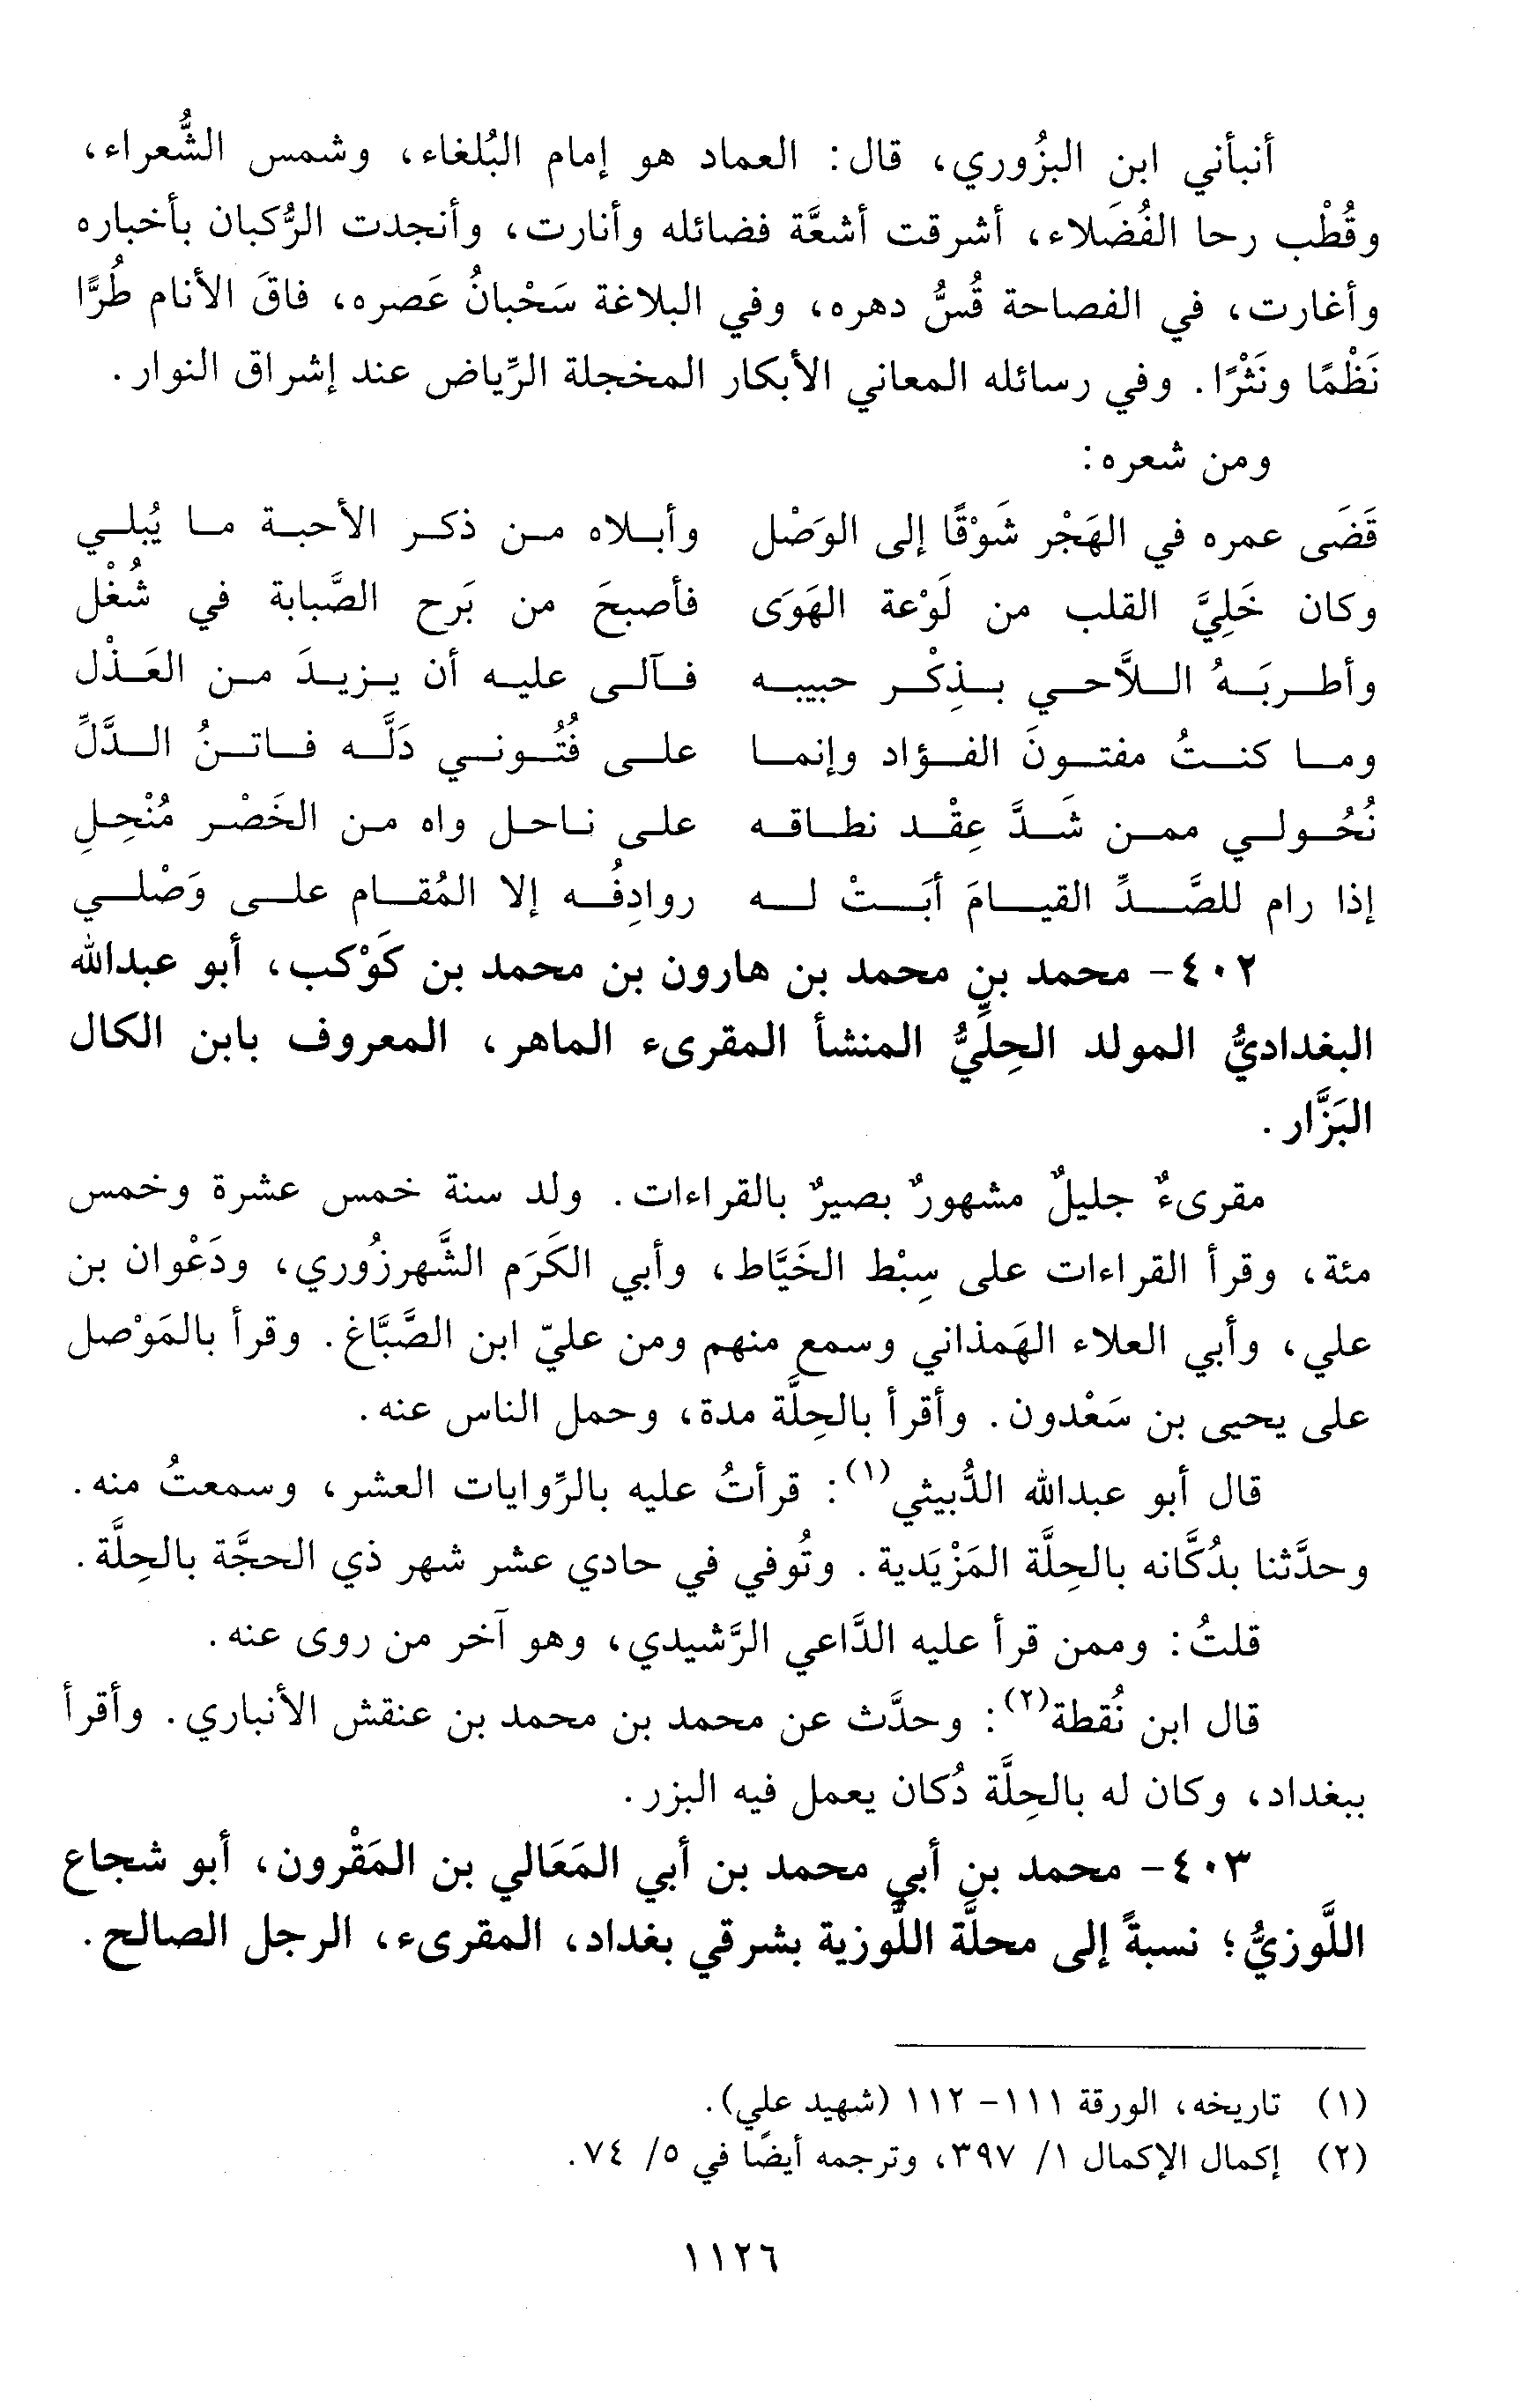 أنبأني ابن البزُوري، قال: العماد هو إمام البُلغاء، وشمس الشُّعراء،
وقُطْب رحا الفُضَلاء، أشرقت أشعَّة فضائله وأنارت، وأنجدت الرُّكبان بأخباره
وأغارت، في الفصاحة قُسُّ دهره، وفي البلاغة سَحْبانُ عَصره، فاقَ الأنام طُرًّا
نَظْمًا ونَثْرًا. وفي رسائله المعاني الأبكار المخجلة الرِّياض عند إشراق النوار.
ومن شعره:
قَضَى عمره في الهَجْر شَوْقًا إلى الوَصْل وأبلاه من ذكر الأحبة ما يُبلي
وكان خَلِيَّ القلب من لَوْعة الهَوَى فأصبحَ من بَرح الصَّبابة في شُغْل
وأطربَهُ اللاَّحي بذِكْر حبيبه فآلى عليه أن يزيدَ من العَذْل
وما كنتُ مفتونَ الفؤاد وإنما على فُتُوني دَلَّه فاتنُ الدَّلِّ
نُحُولي ممن شَدَّ عِقْد نطاقه على ناحل واه من الخَصْر مُنْحِلِ
إذا رام للصَّدِّ القيامَ أبَتْ له روادِفُه إلا المُقام على وَصْلي
٤٠٢- محمد بن محمد بن هارون بن محمد بن كَوْكب، أبو عبدالله
البغداديُّ المولد الحِلِّيُّ المنشأ المقرىء الماهر، المعروف بابن الكال
البَزَّار.
مقرىءٌ جليلٌ مشهورٌ بصيرٌ بالقراءات. ولد سنة خمس عشرة وخمس
مئة، وقرأ القراءات على سِبْط الخَيَّاط، وأبي الكَرَم الشَّهرزُوري، ودَعْوان بن
علي، وأبي العلاء الهَمذاني وسمع منهم ومن عليّ ابن الصَّبَّاغ. وقرأ بالمَوْصل
على يحيى بن سَعْدون. وأقرأ بالحِلَّة مدة، وحمل الناس عنه.
قال أبو عبدالله الدُّبيثي(١): قرأتُ عليه بالرِّوايات العشر، وسمعتُ منه.
وحدَّثنا بدُكَّانه بالحِلَّة المَزْيَدية. وتُوفي في حادي عشر شهر ذي الحجَّة بالحِلَّة.
قلتُ: وممن قرأ عليه الدَّاعي الرَّشيدي، وهو آخر من روى عنه.
قال ابن نُقطة(٢): وحدَّث عن محمد بن محمد بن عنقش الأنباري. وأقرأ
ببغداد، وكان له بالحِلَّة دُكان يعمل فيه البزر.
٤٠٣- محمد بن أبي محمد بن أبي المَعَالي بن المَقْرون، أبو شجاع
اللَّوزيُّ؛ نسبةً إلى محلَّة اللَّوزية بشرقي بغداد، المقرىء، الرجل الصالح.
(١) تاريخه، الورقة ١١١- ١١٢ (شهيد علي).
(٢) إكمال الإكمال ١/ ٣٩٧، وترجمه أيضًا في ٥/ ٧٤.
١١٢٦